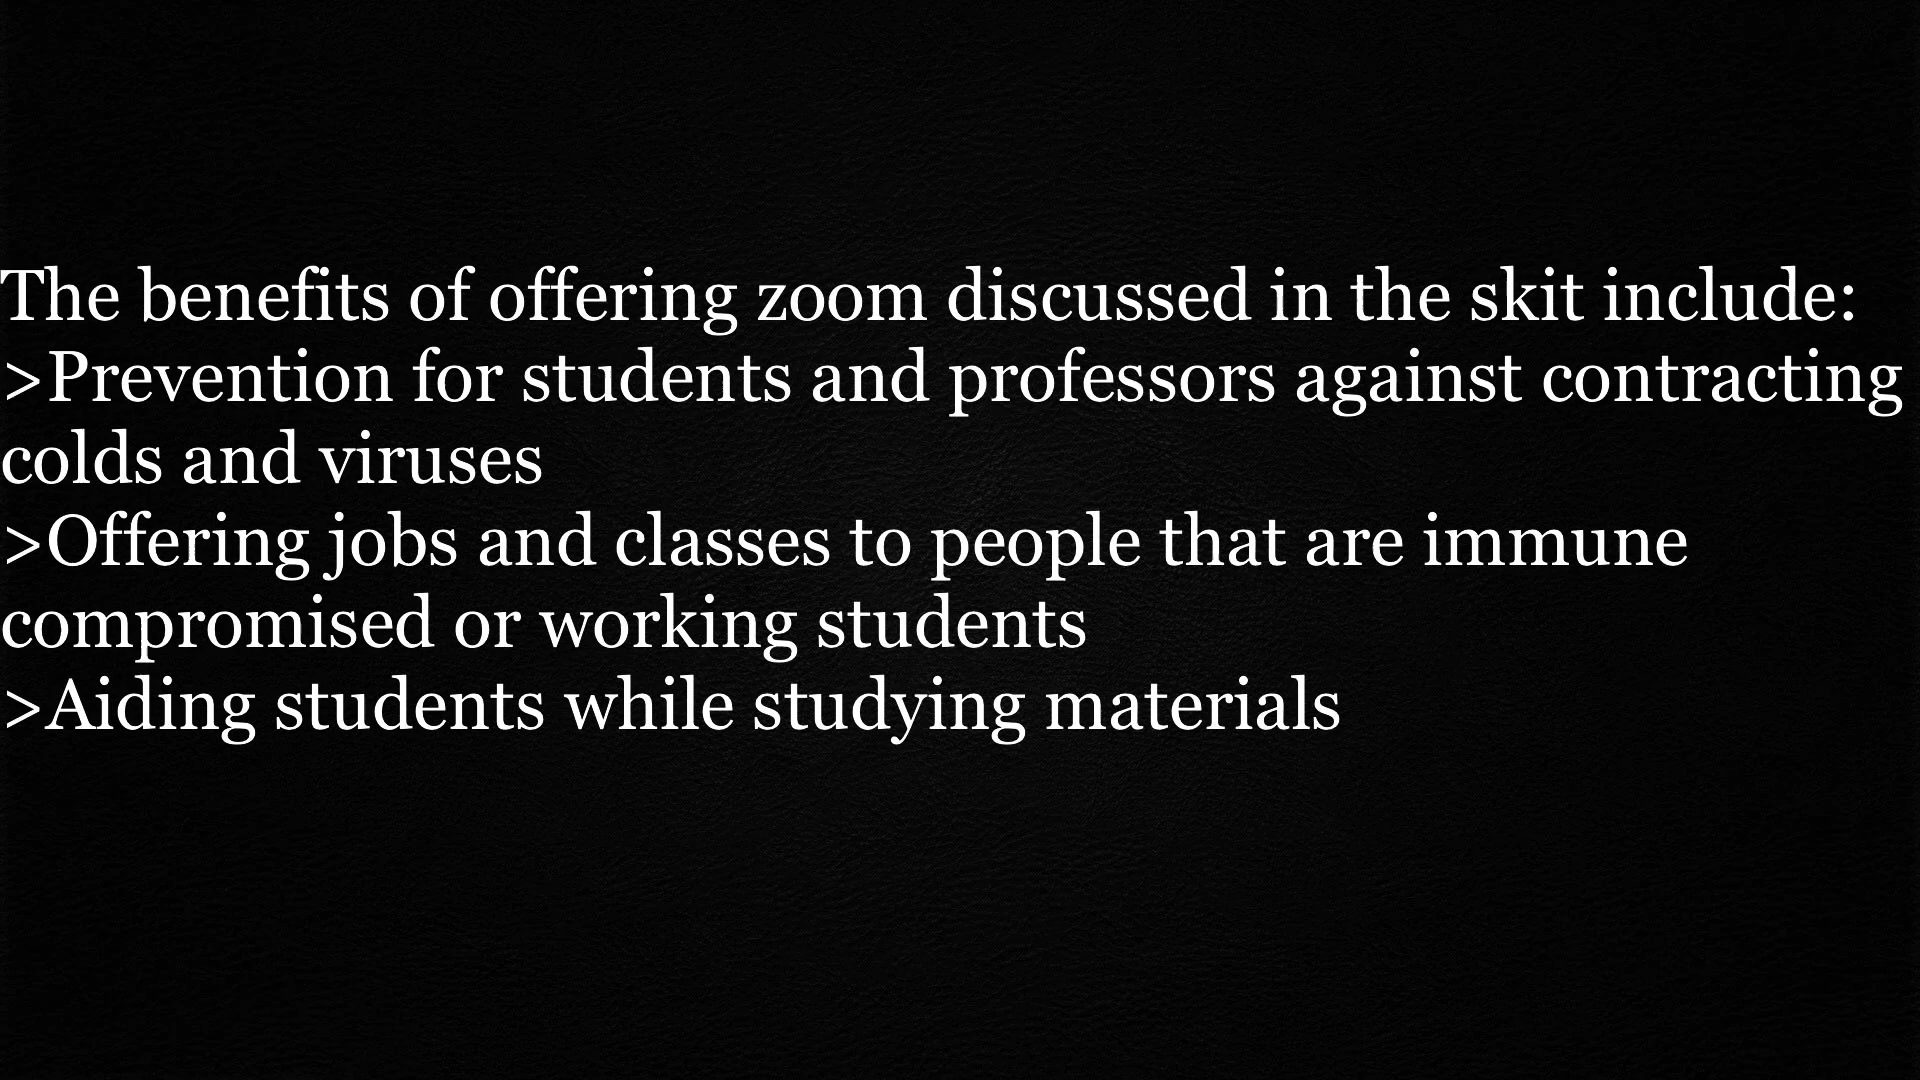 The benefits of offering zoom discussed in the skit include:
>Prevention for students and professors against contracting
colds and viruses
>Offering jobs and classes to people that are immune
compromised or working students
>Aiding students while studying materials